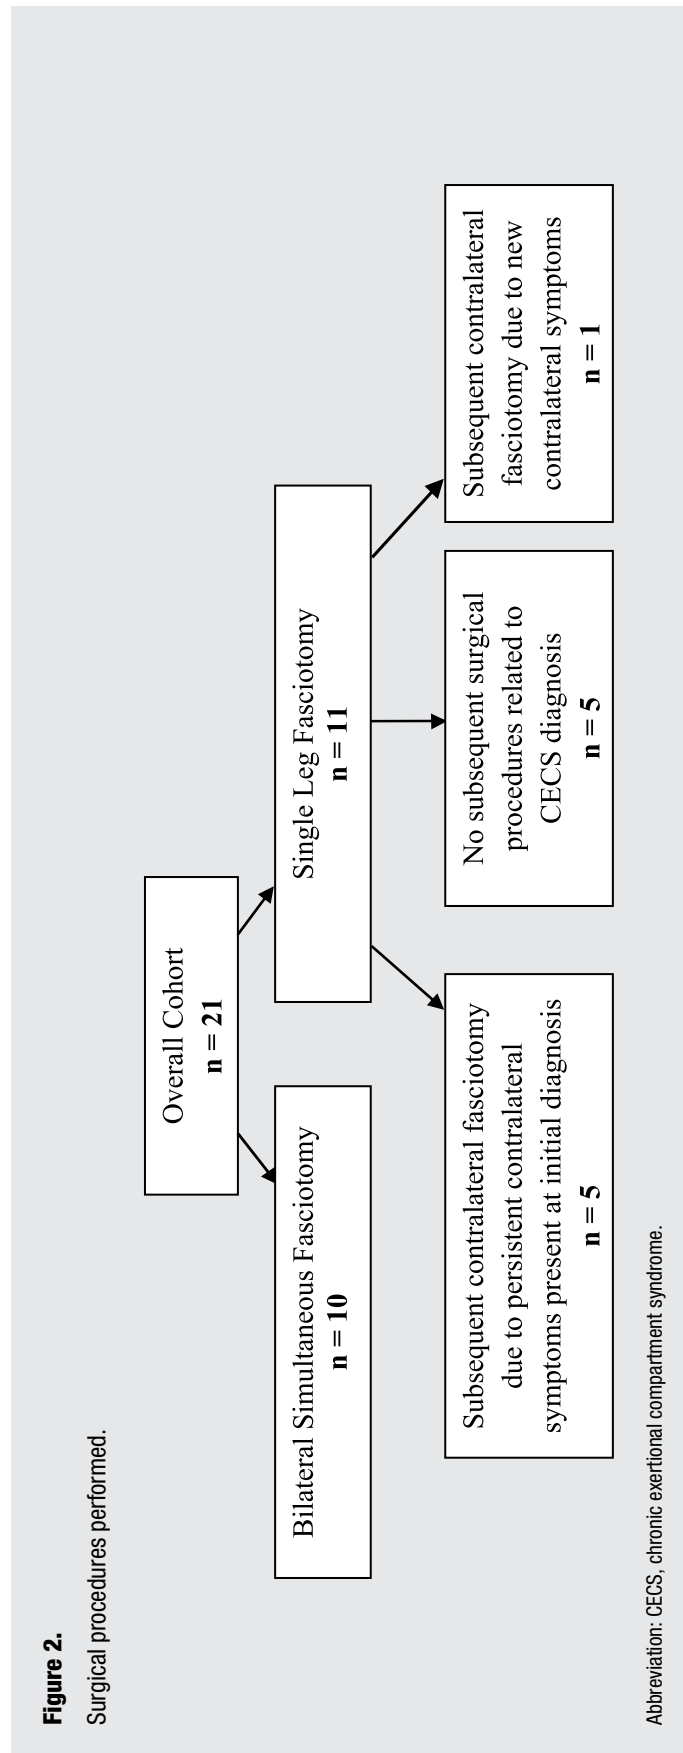 Figure 2.
Surgical procedures performed.
Overall Cohort
n = 21
Bilateral Simultaneous Fasciotomy
n = 10
Single Leg Fasciotomy
n = 11
Subsequent contralateral fasciotomy
due to persistent contralateral
symptoms present at initial diagnosis
n = 5
No subsequent surgical
procedures related to
CECS diagnosis
n = 5
Subsequent contralateral
fasciotomy due to new
contralateral symptoms
n = 1
Abbreviation: CECS, chronic exertional compartment syndrome.